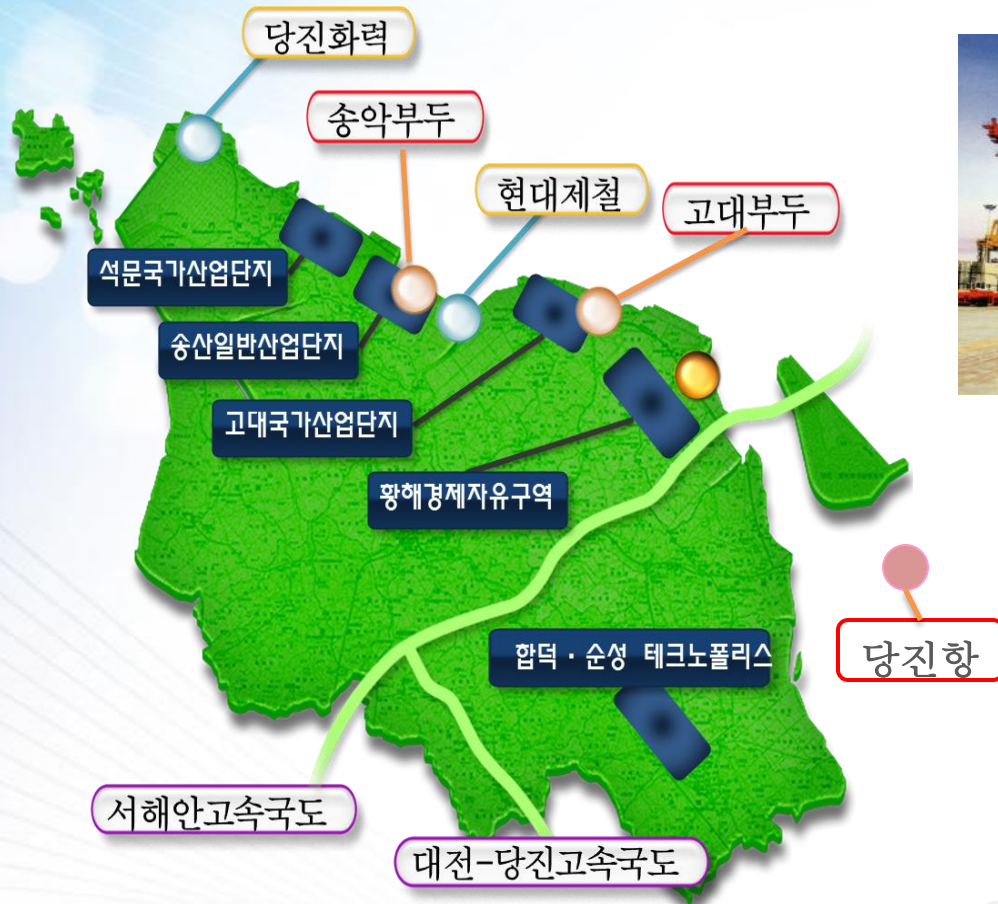 당진화력
송악부두
현대제철
고대부두
석문국가산업단지
송산일반산업단지
고대국가산업단지
황해경제자유구역
합덕·순성 테크노폴리스
당진항
서해안고속국도
대전-당진고속국도